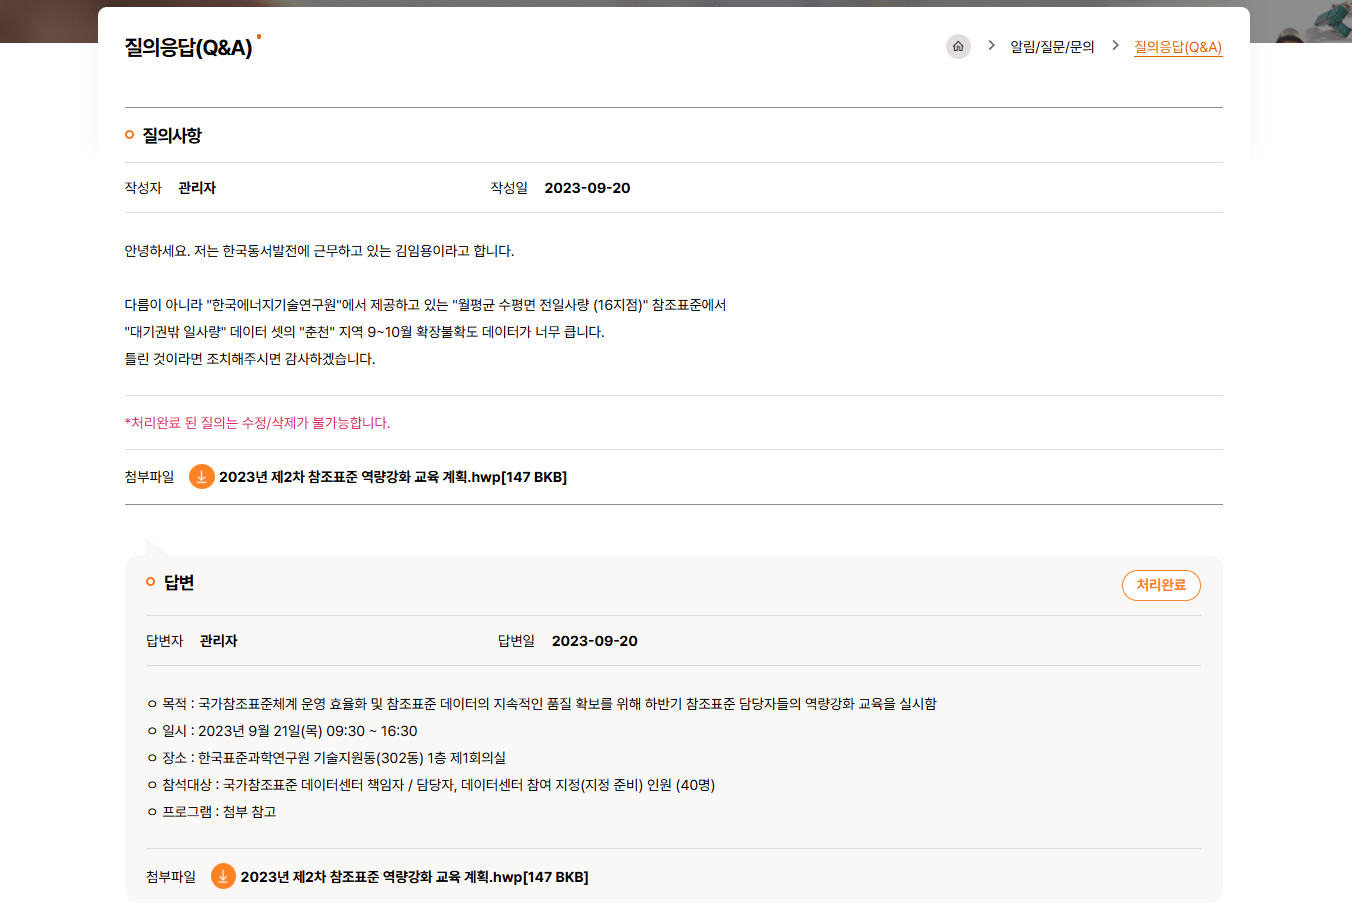 질의응답(Q&A)
알림/질문/문의
질의응답(Q&A)
질의사항
작성자 관리자 작성일 2023-09-20
안녕하세요. 저는 한국동서발전에 근무하고 있는 김임용이라고 합니다.
다름이 아니라 "한국에너지기술연구원"에서 제공하고 있는 "월평균 수평면 전일사량 (16지점)" 참조표준에서
"대기권밖 일사량" 데이터 셋의 "춘천" 지역 9~10월 확장불확도 데이터가 너무 큽니다.
틀린 것이라면 조치해주시면 감사하겠습니다.
*처리완료 된 질의는 수정/삭제가 불가능합니다.
첨부파일 2023년 제2차 참조표준 역량강화 교육 계획.hwp[147 BKB]
답변
처리완료
답변자 관리자 답변일 2023-09-20
ㅇ 목적 : 국가참조표준체계 운영 효율화 및 참조표준 데이터의 지속적인 품질 확보를 위해 하반기 참조표준 담당자들의 역량강화 교육을 실시함
ㅇ 일시 : 2023년 9월 21일(목) 09:30 ~ 16:30
ㅇ 장소 : 한국표준과학연구원 기술지원동(302동) 1층 제1회의실
ㅇ 참석대상 : 국가참조표준 데이터센터 책임자 / 담당자, 데이터센터 참여 지정(지정 준비) 인원 (40명)
ㅇ 프로그램 : 첨부 참고
첨부파일 2023년 제2차 참조표준 역량강화 교육 계획.hwp[147 BKB]